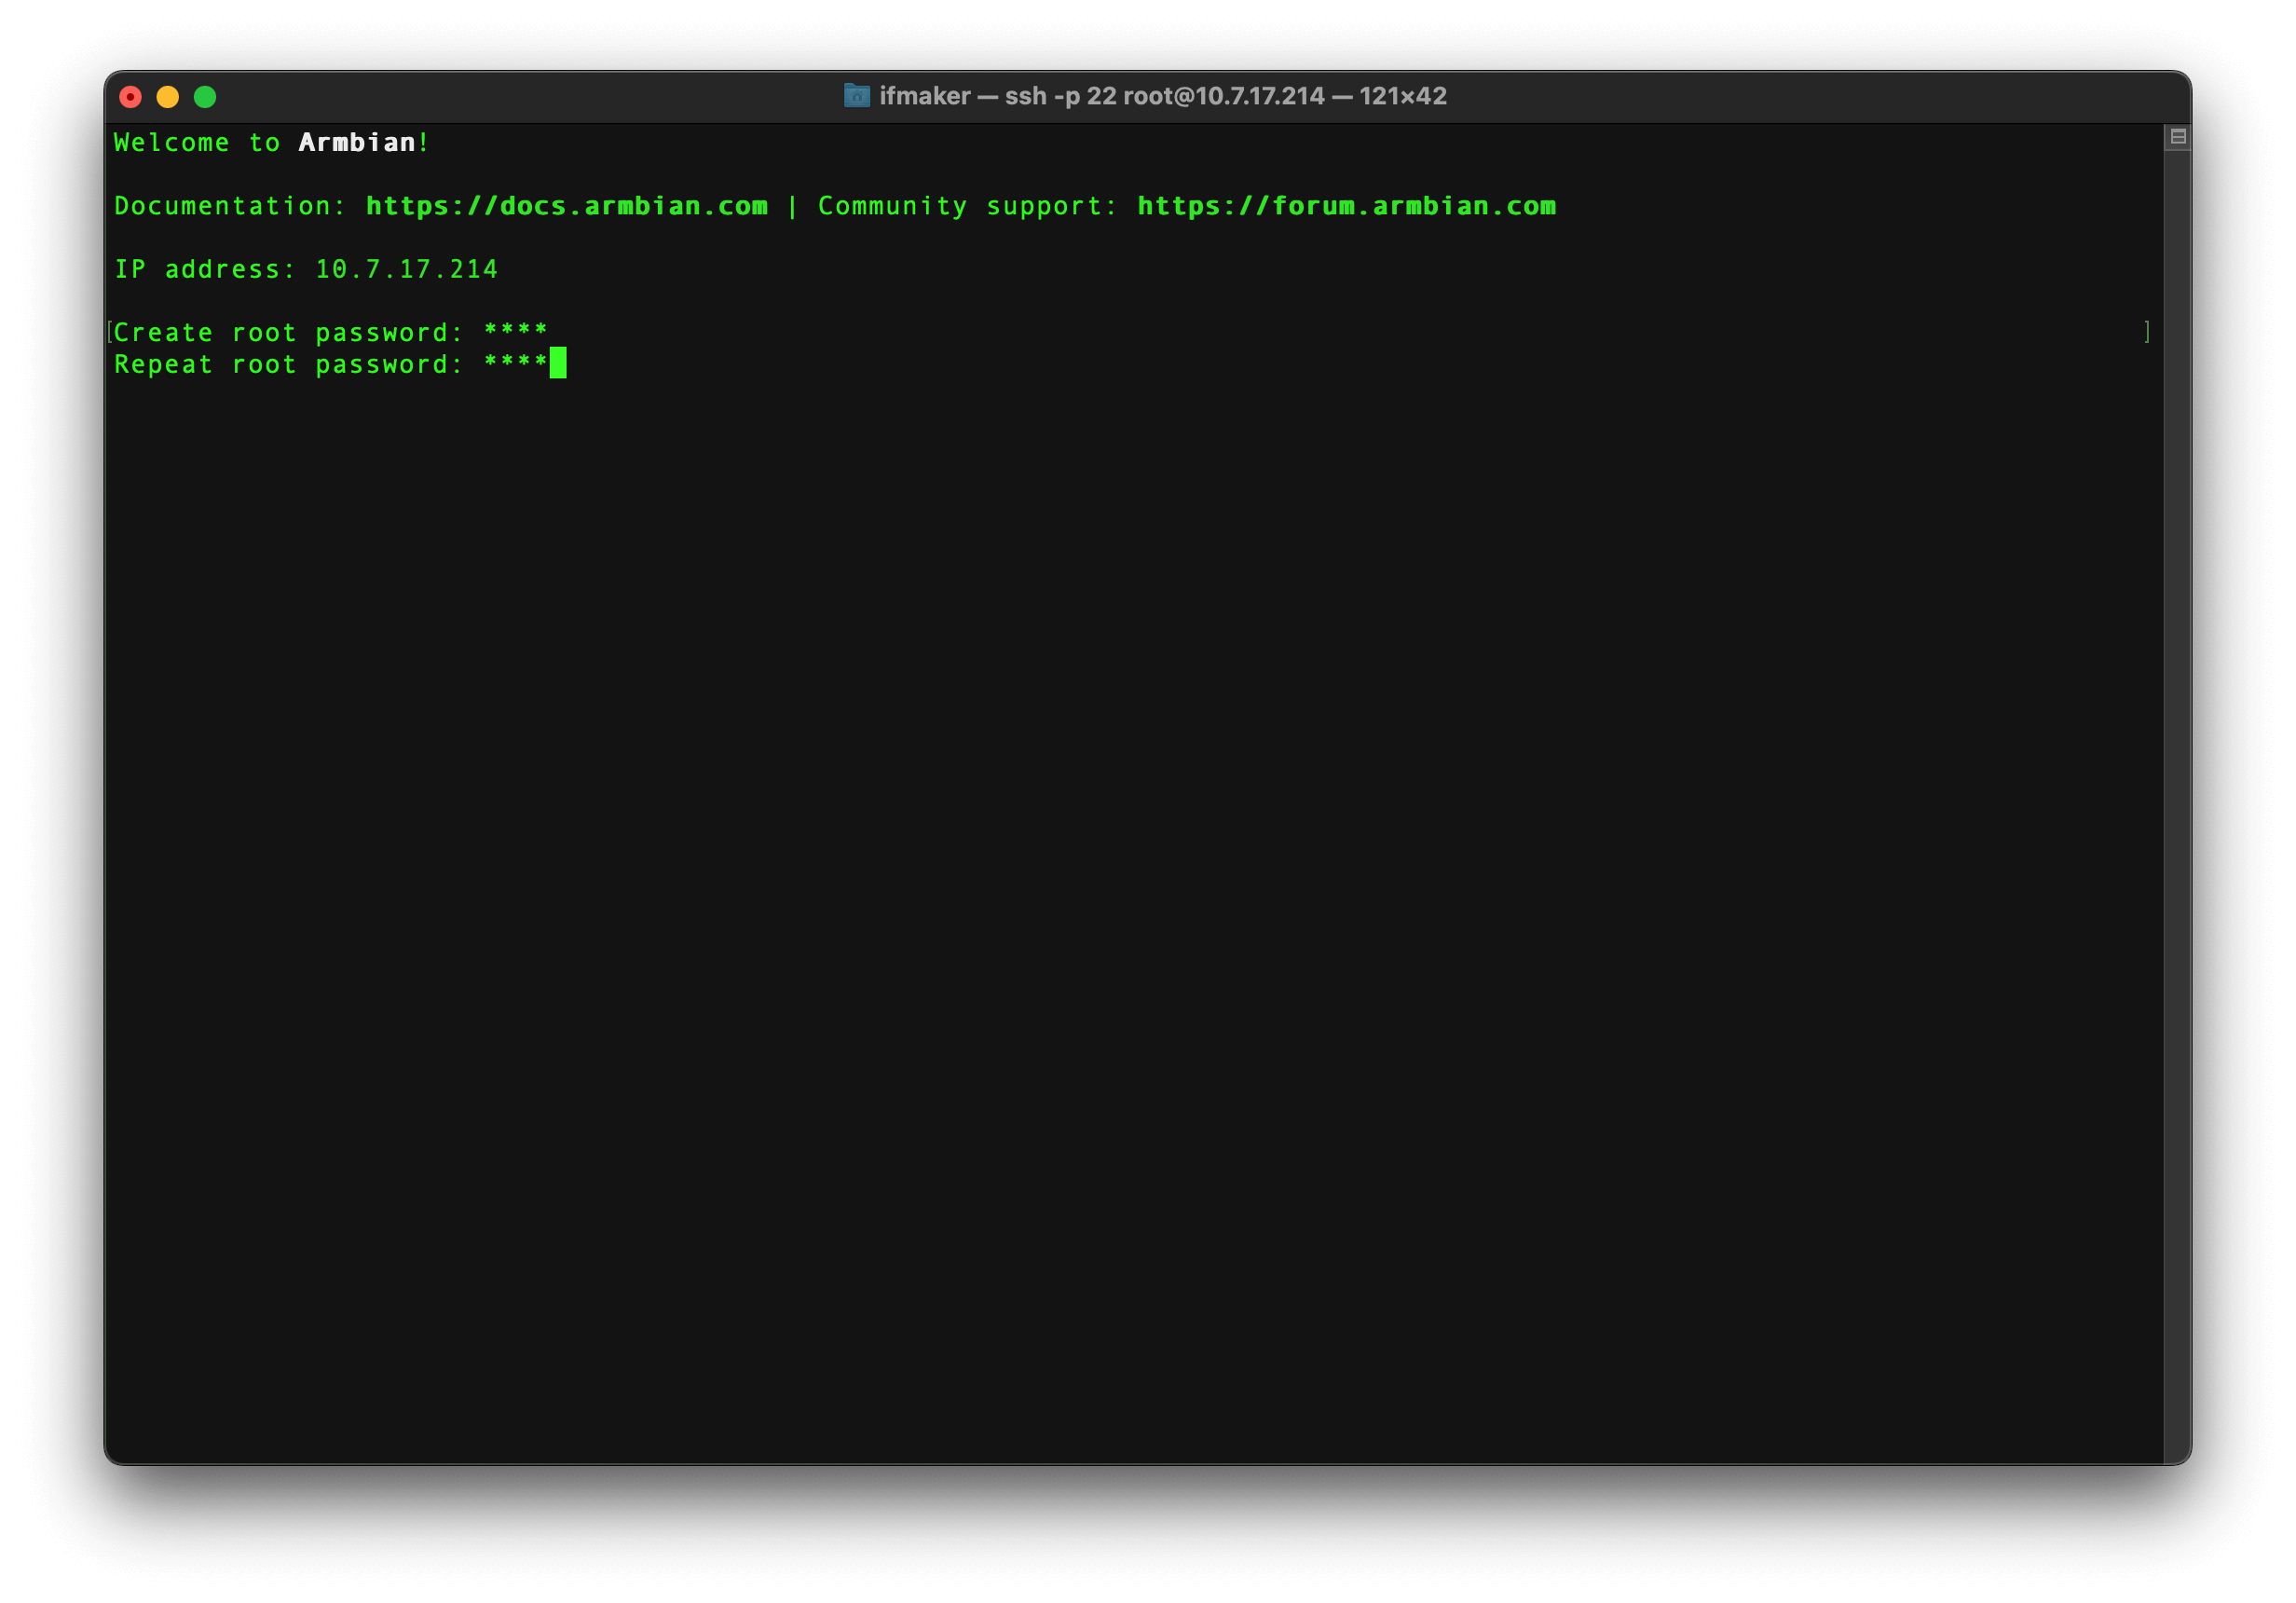 ifmaker — ssh -p 22 root@10.7.17.214 — 121×42
Welcome to Armbian!
Documentation: https://docs.armbian.com | Community support: https://forum.armbian.com
IP address: 10.7.17.214
[Create root password: **** ]
Repeat root password: ****